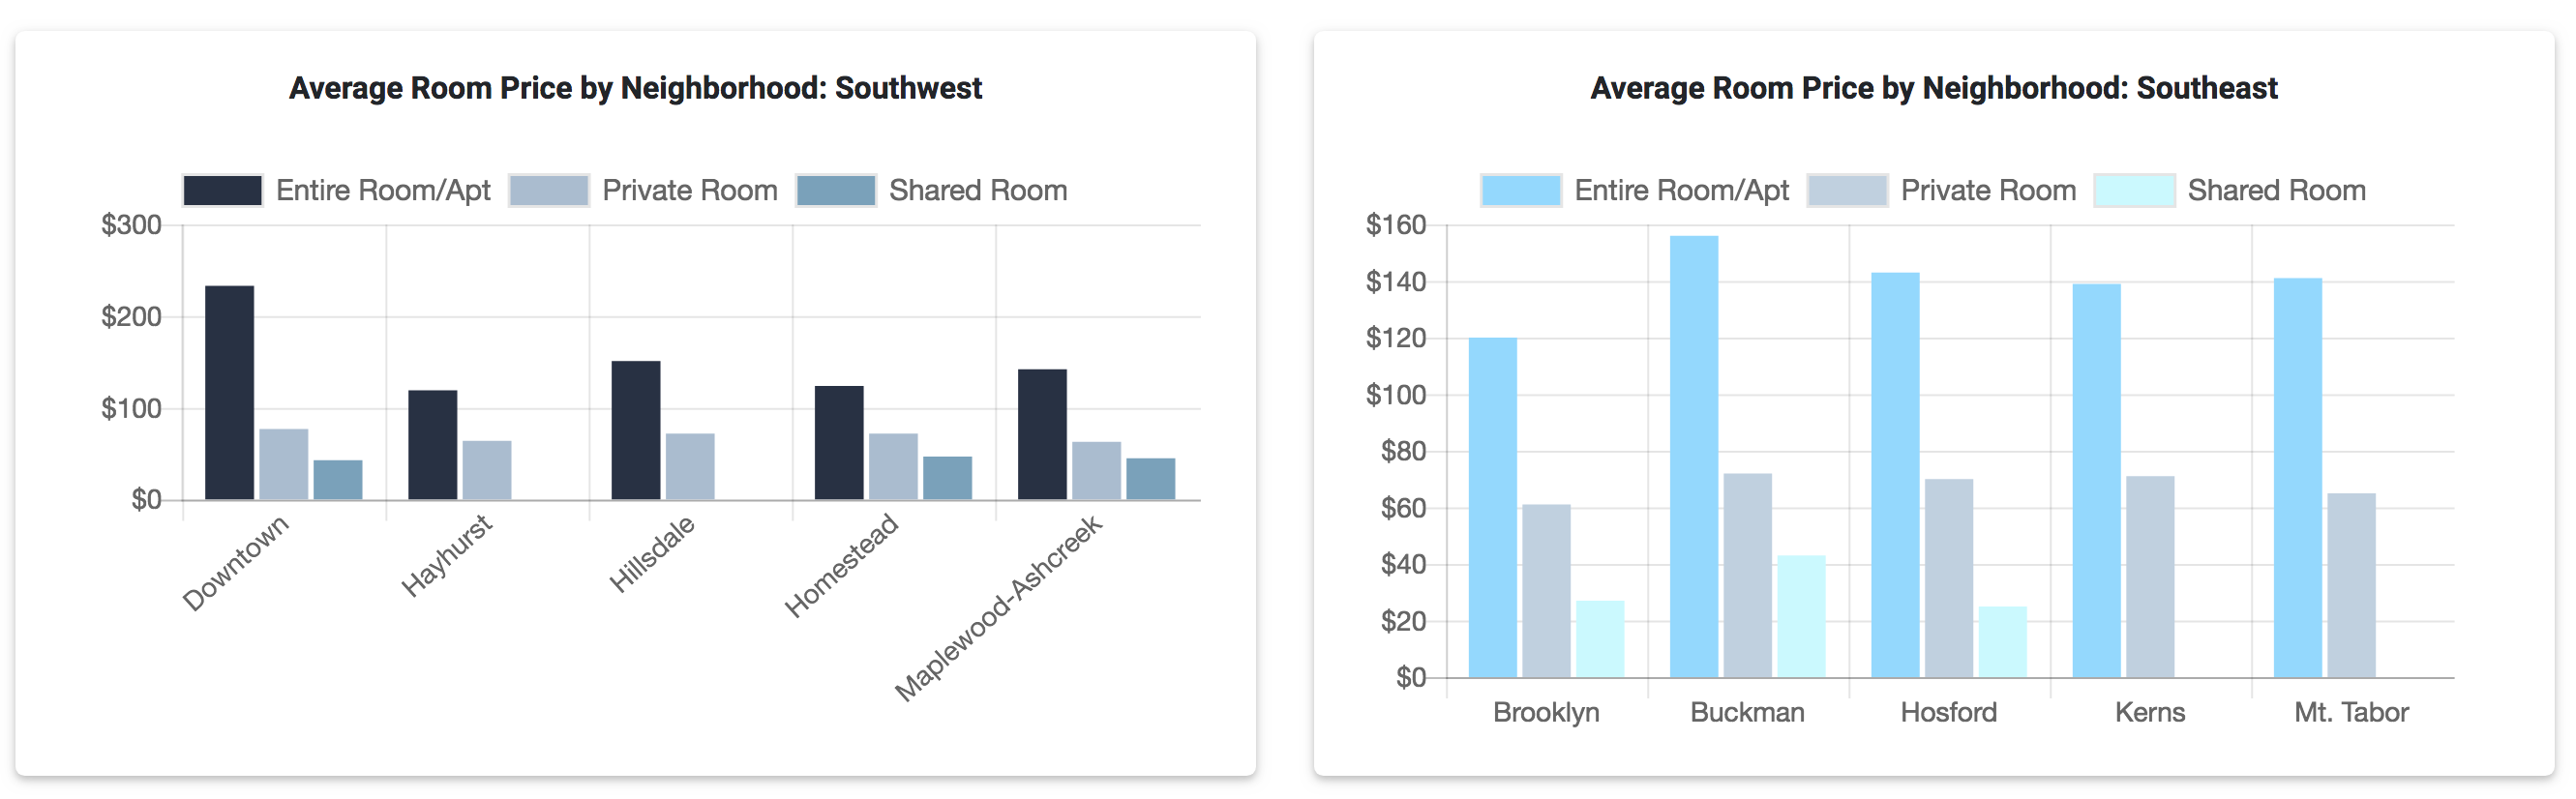 Average Room Price by Neighborhood: Southwest
Entire Room/Apt Private Room Shared Room
$300
$200
$100
$0
Downtown Hayhurst Hillsdale Homestead Maplewood-Ashcreek
Average Room Price by Neighborhood: Southeast
Entire Room/Apt Private Room Shared Room
$160
$140
$120
$100
$80
$60
$40
$20
$0
Brooklyn Buckman Hosford Kerns Mt. Tabor